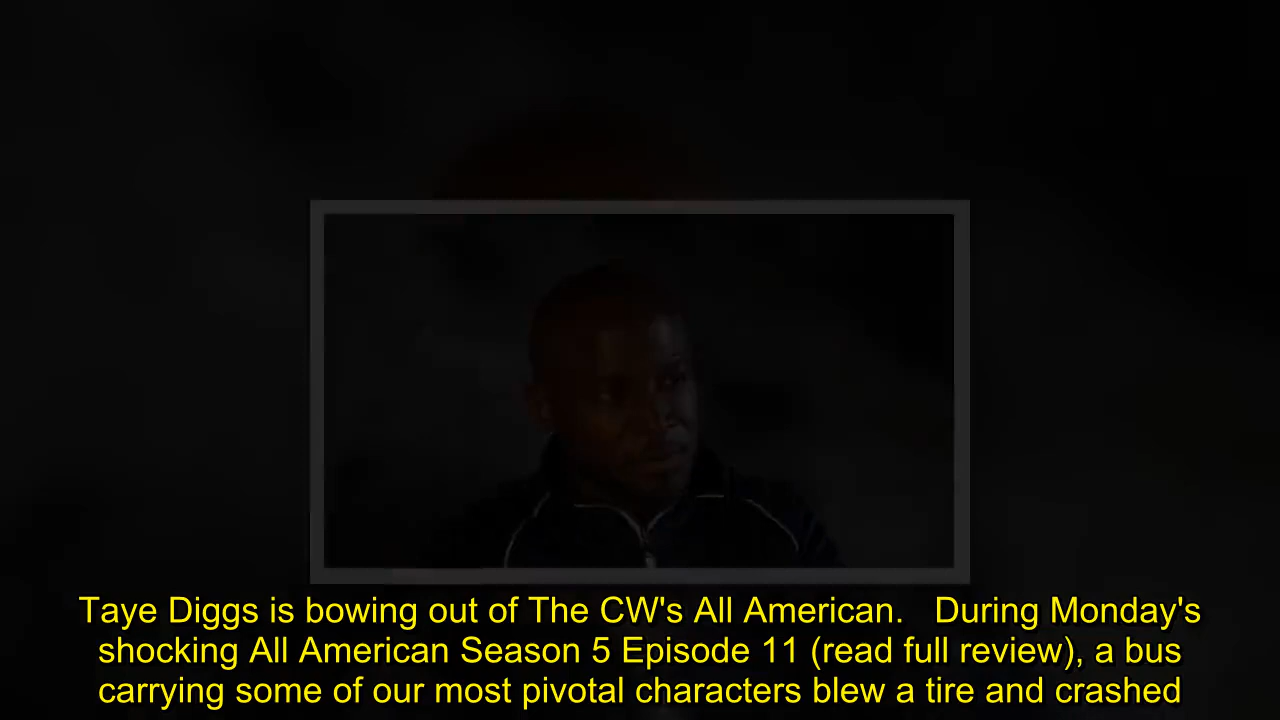 Taye Diggs is bowing out of The CW's All American.   During Monday's
shocking All American Season 5 Episode 11 (read full review), a bus
carrying some of our most pivotal characters blew a tire and crashed